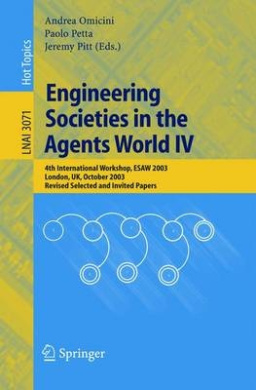 Andrea Omicini
Paolo Petta
Jeremy Pitt (Eds.)
Hot Topics
LNAI 3071
Engineering
Societies in the
Agents World IV
4th International Workshop, ESAW 2003
London, UK, October 2003
Revised Selected and Invited Papers
Springer